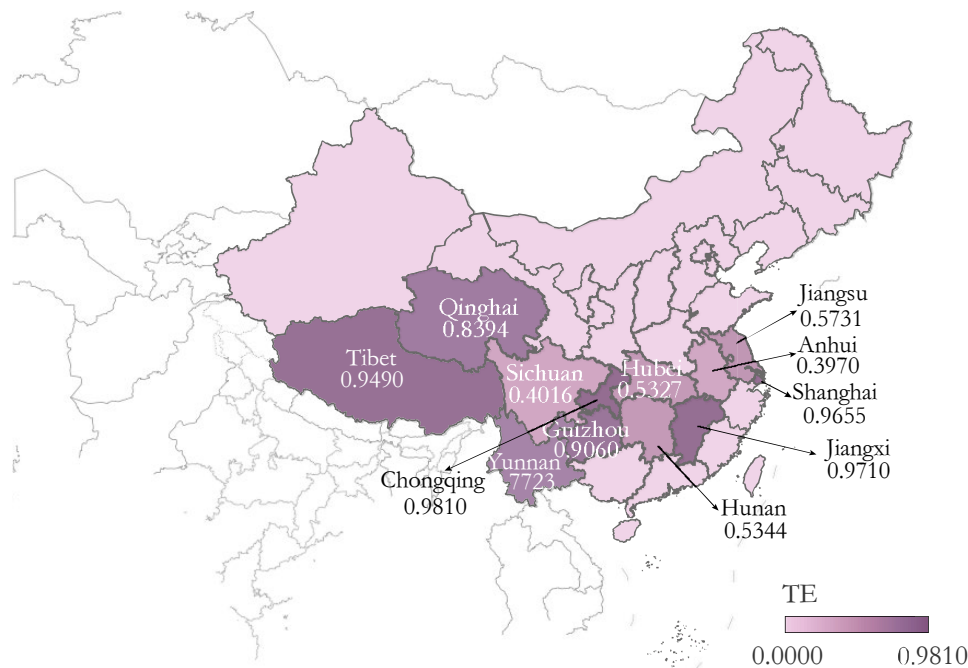 Jiangsu
0.5731
Qinghai
0.8394
Anhui
0.3970
Tibet
0.9490
Sichuan
0.4016
Hubei
0.5327
Shanghai
0.9655
Guizhou
0.9060
Jiangxi
0.9710
Yunnan
7723
Chongqing
0.9810
Hunan
0.5344
TE
0.0000 0.9810